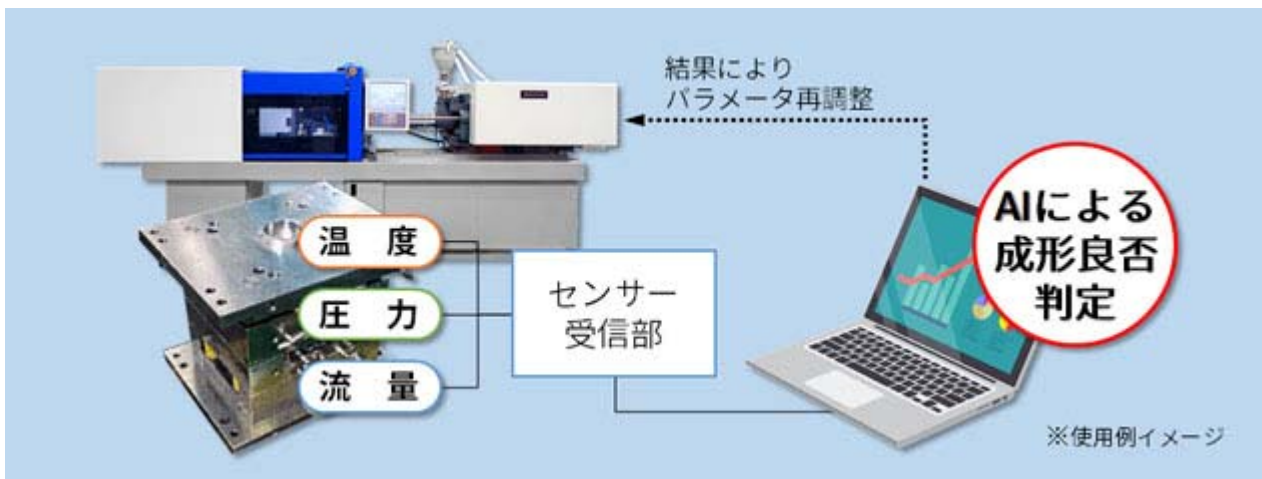 結果により
パラメータ再調整
温 度
圧 力
流 量
センサー
受信部
AIによる
成形良否
判定
※使用例イメージ